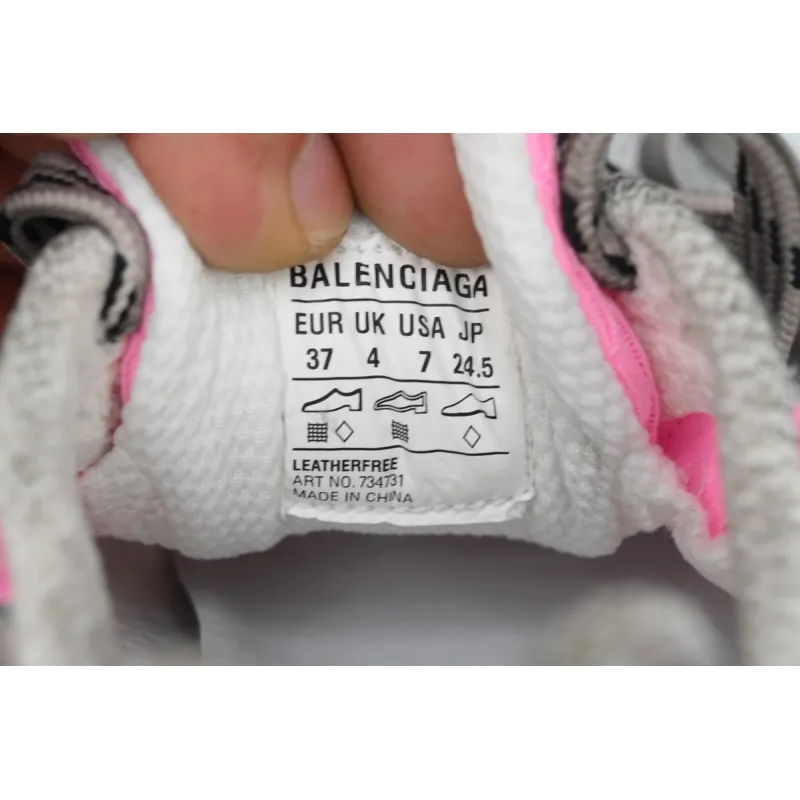 BALENCIAGA
EUR UK USA JP
37 4 7 24.5
LEATHERFREE
ART NO. 734731
MADE IN CHINA